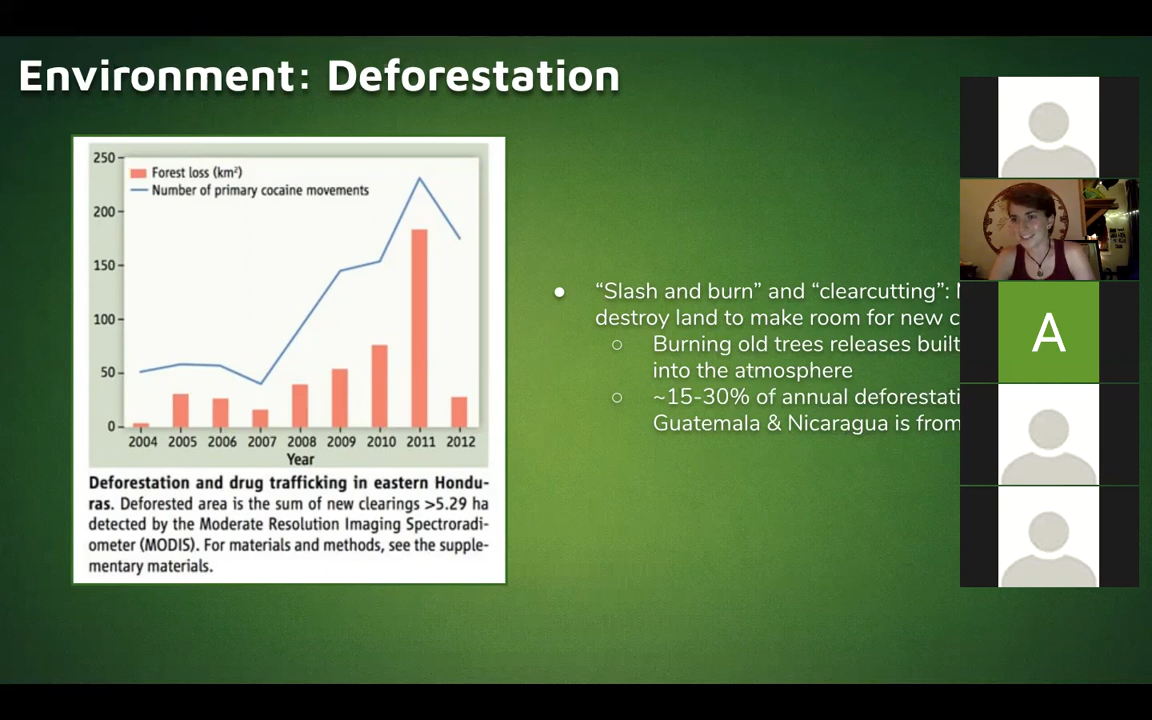 Environment: Deforestation
250
200
150
100
50
0
Forest loss (km²)
Number of primary cocaine movements
2004 2005 2006 2007 2008 2009 2010 2011 2012
Year
Deforestation and drug trafficking in eastern Hondu-
ras. Deforested area is the sum of new clearings >5.29 ha
detected by the Moderate Resolution Imaging Spectroradi-
ometer (MODIS). For materials and methods, see the supple-
mentary materials.
● “Slash and burn” and “clearcutting”:
destroy land to make room for new
○ Burning old trees releases built
into the atmosphere
○ ~15-30% of annual
Guatemala & Nicaragua is from
A